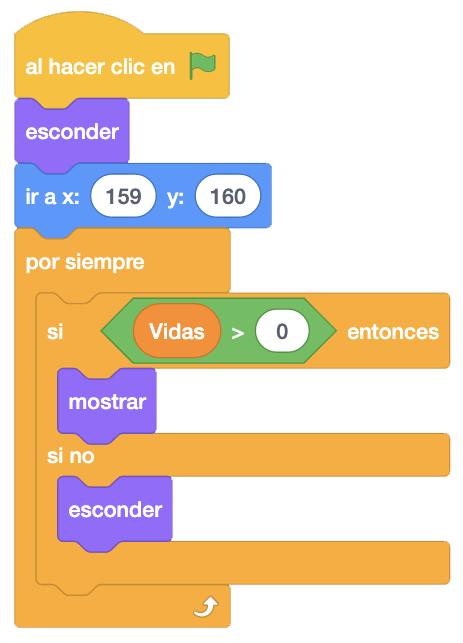 al hacer clic en
esconder
ir a x: 159 y: 160
por siempre
si Vidas > 0 entonces
mostrar
si no
esconder